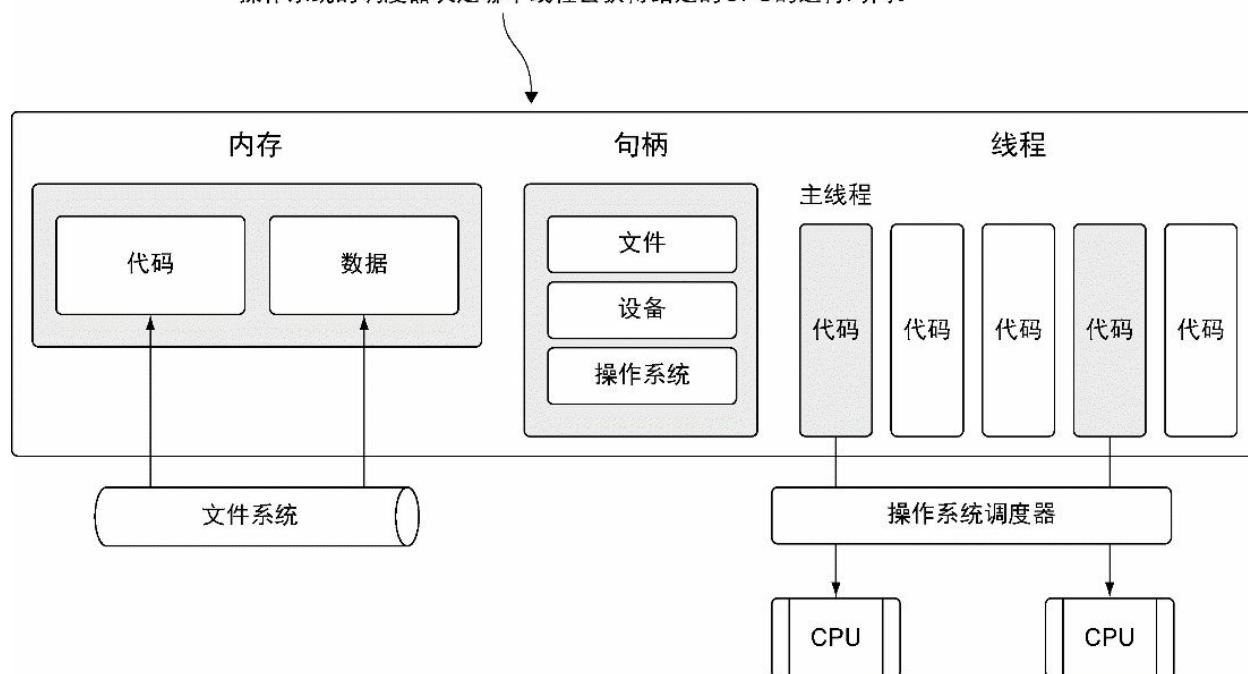 内存
句柄
线程
主线程
代码
数据
文件
设备
操作系统
代码
代码
代码
代码
代码
文件系统
操作系统调度器
CPU
CPU